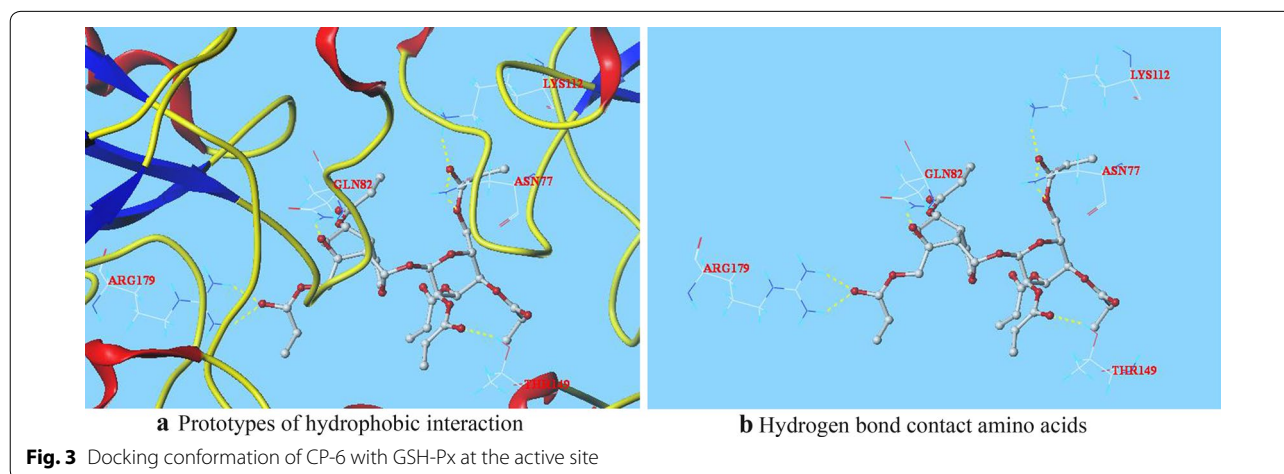 LYS112
GLN82
ASN77
ARG179
THR149
LYS112
GLN82
ASN77
ARG179
THR149
a Prototypes of hydrophobic interaction
b Hydrogen bond contact amino acids
Fig. 3 Docking conformation of CP-6 with GSH-Px at the active site